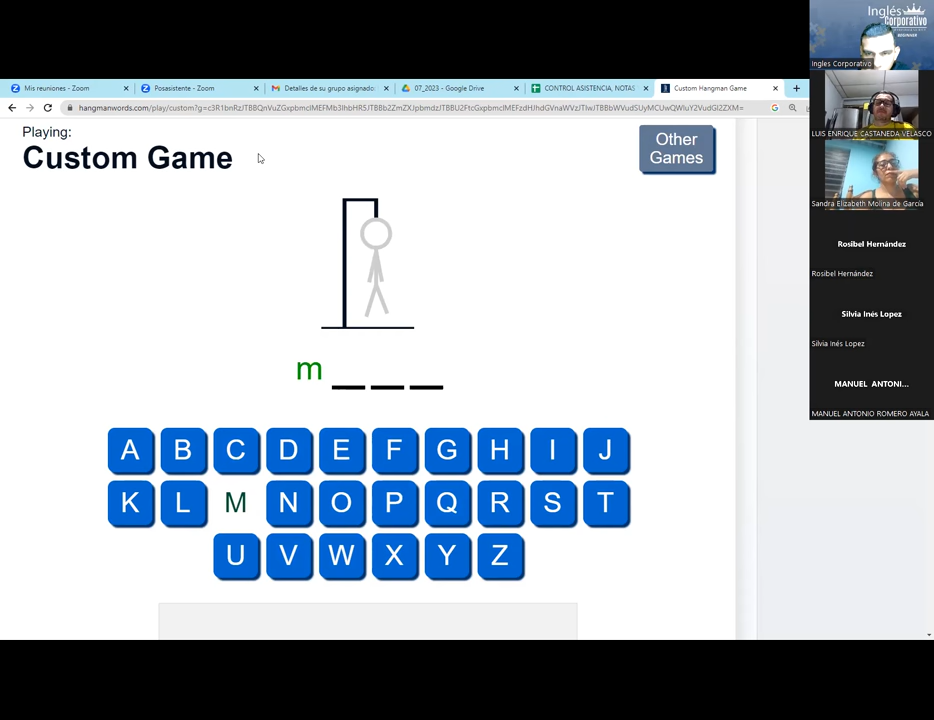 Inglés
Corporativo
BEGINNER
Ingles Corporativo
Mis reuniones - Zoom
Posasistente - Zoom
Detalles de su grupo asignado
07_2023 - Google Drive
CONTROL ASISTENCIA, NOTAS
Custom Hangman Game
LUIS ENRIQUE CASTANEDA VELASCO
Playing:
Custom Game
Other
Games
Sandra Elizabeth Molina de García
Rosibel Hernández
Rosibel Hernández
Silvia Inés Lopez
Silvia Inés Lopez
MANUEL ANTONI...
MANUEL ANTONIO ROMERO AYALA
m _ _ _
A B C D E F G H I J
K L M N O P Q R S T
U V W X Y Z